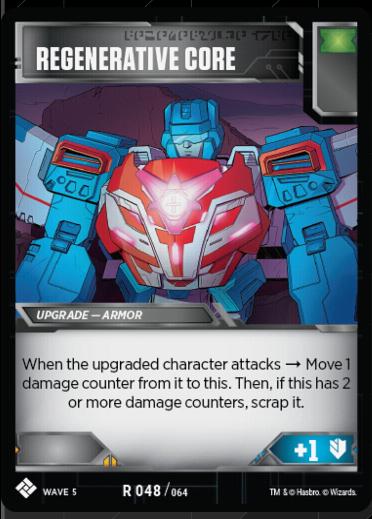 REGENERATIVE CORE
UPGRADE — ARMOR
When the upgraded character attacks → Move 1
damage counter from it to this. Then, if this has 2
or more damage counters, scrap it.
+1
WAVE 5 R 048/064 TM & © Hasbro. © Wizards.